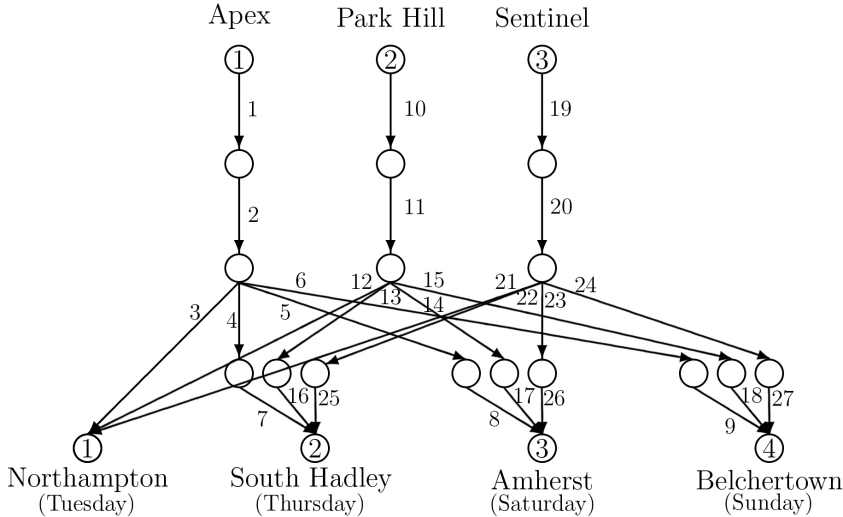 Apex Park Hill Sentinel
1 2 3
1 10 19
2 11 20
6 12 15 21 24
3 4 5 13 14 22 23
16 25 17 26 18 27
7 8 9
1 2 3 4
Northampton South Hadley Amherst Belchertown
(Tuesday) (Thursday) (Saturday) (Sunday)